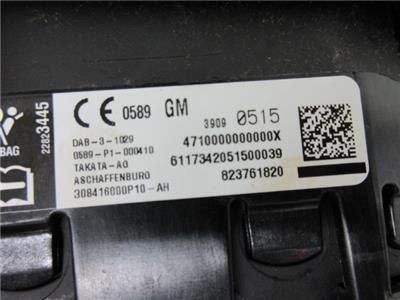 BAG
22823445
CE 0589 GM 3909 0515
DAB-3-1029
0589-P1-000410
TAKATA-AG
ASCHAFFENBURG
308416000P10-AH
4710000000000X
6117342051500039
823761820